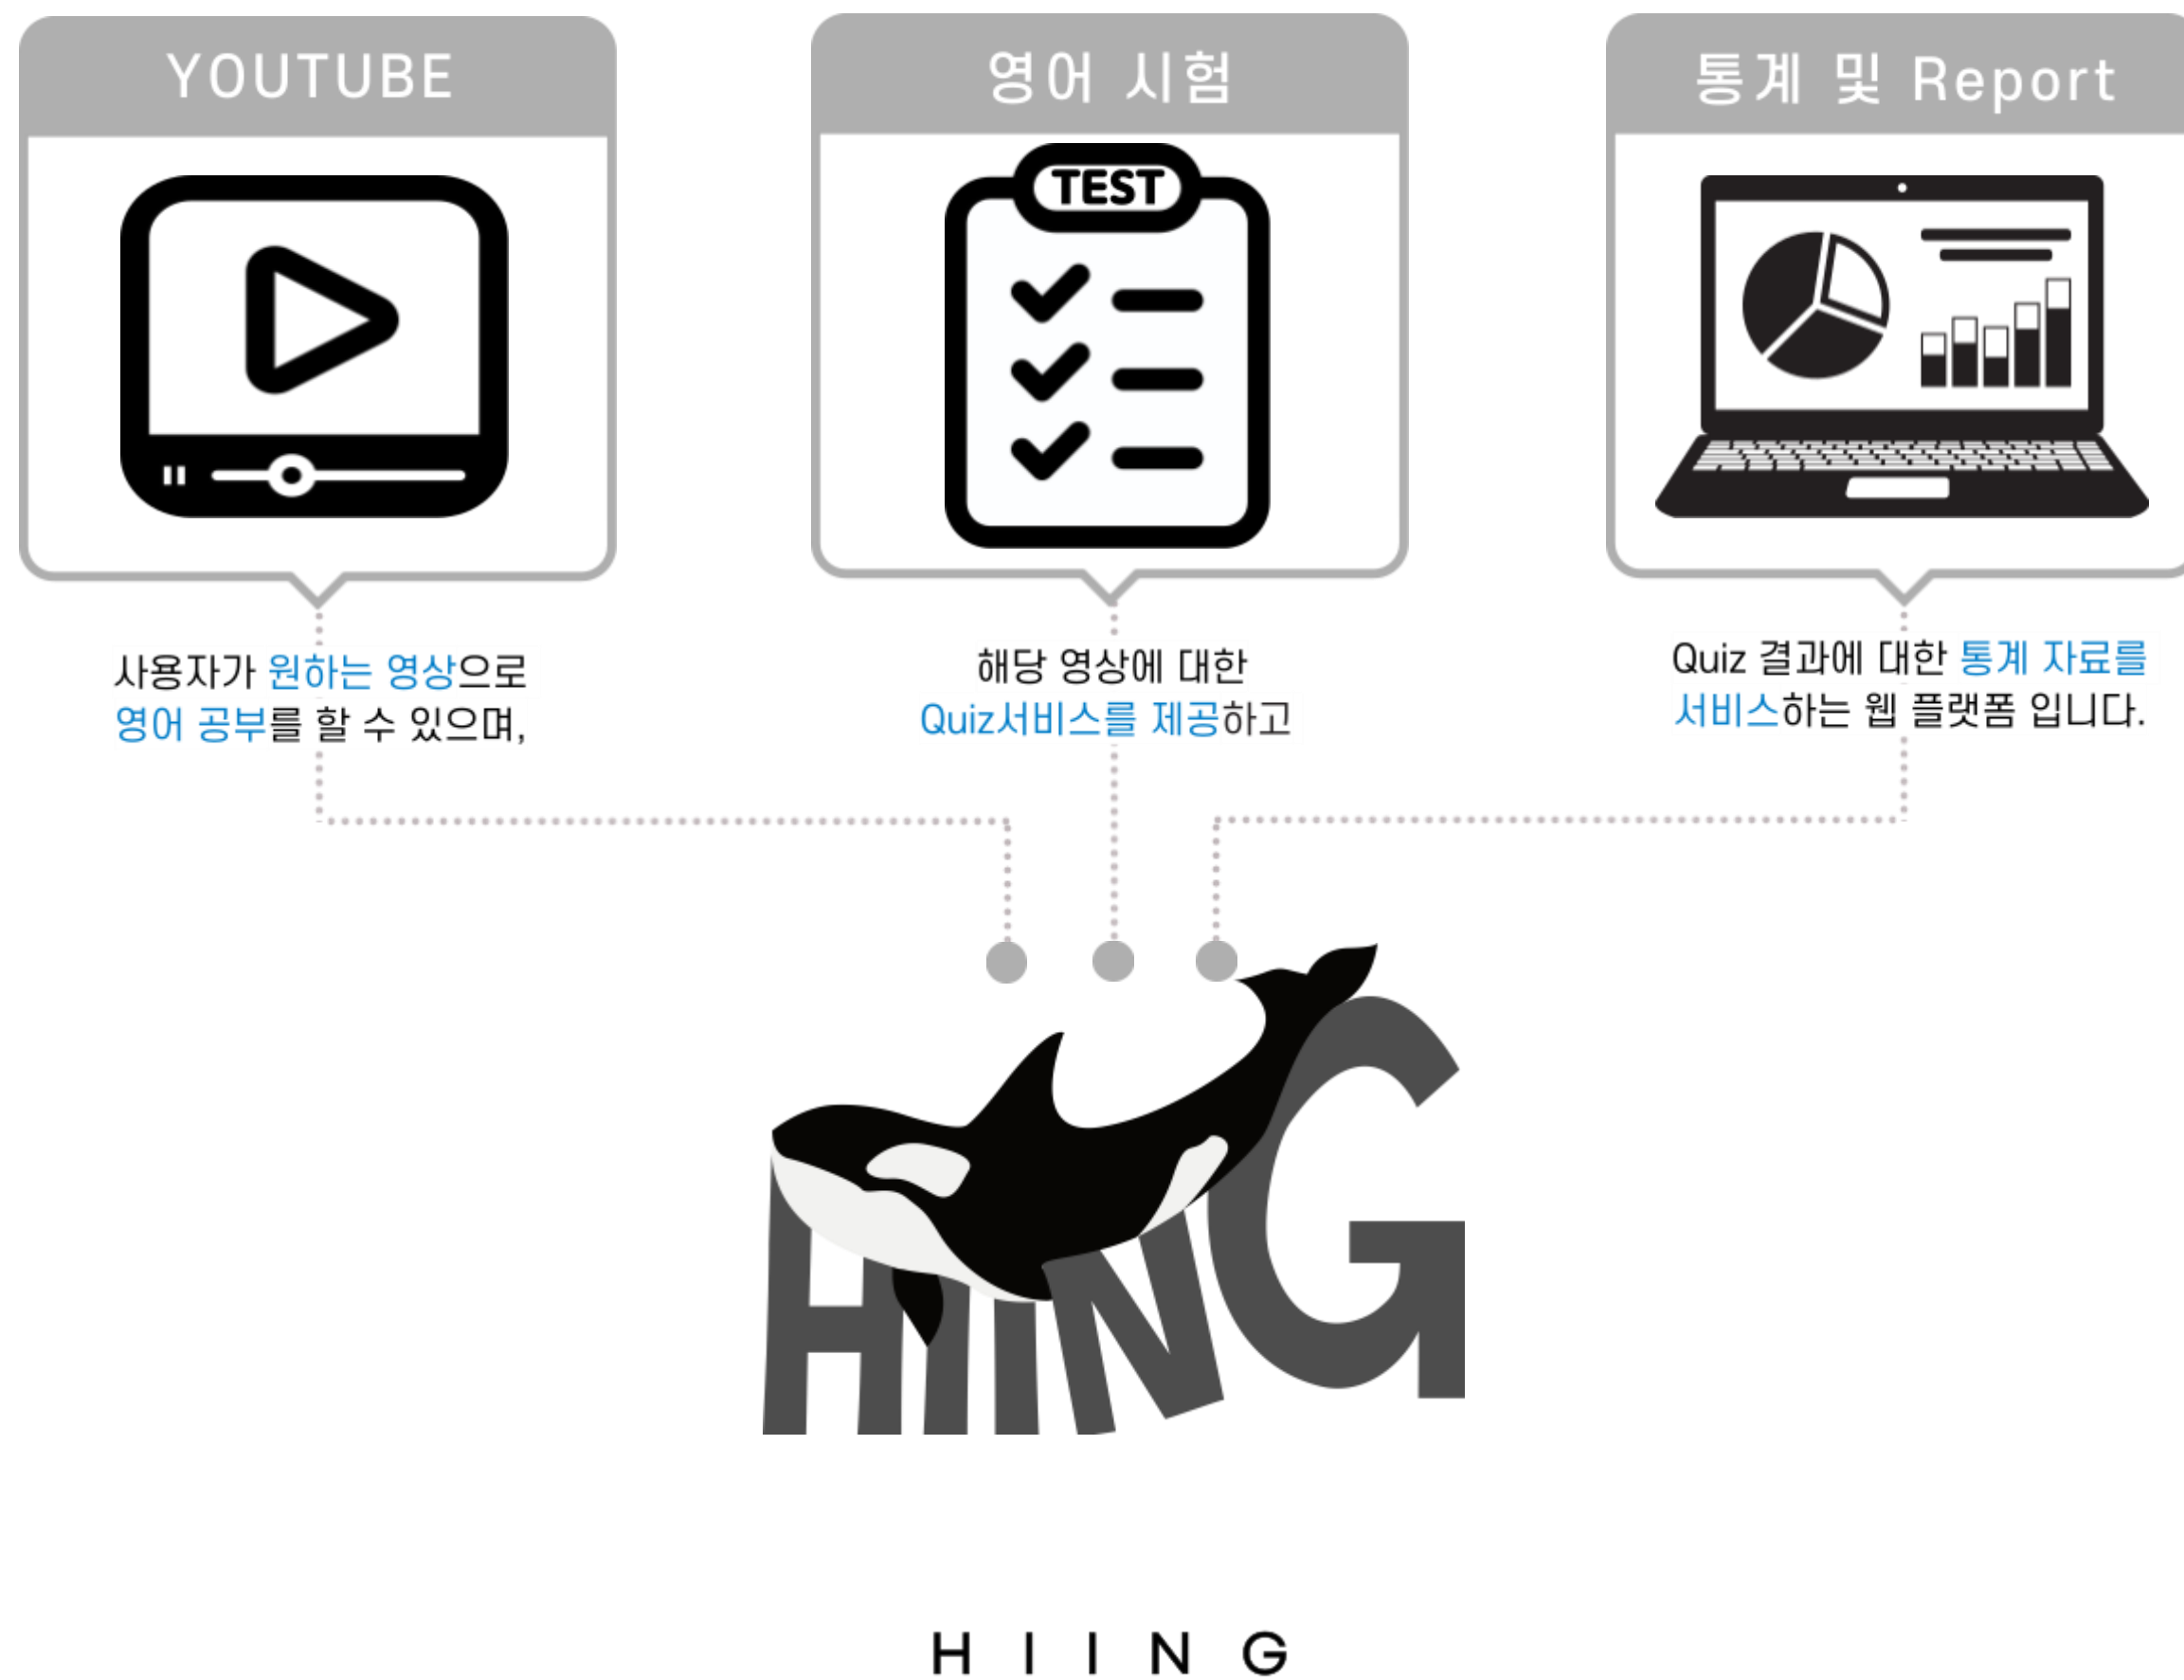 YOUTUBE
영어 시험
통계 및 Report
TEST
사용자가 원하는 영상으로
영어 공부를 할 수 있으며,
해당 영상에 대한
Quiz서비스를 제공하고
Quiz 결과에 대한 통계 자료를
서비스하는 웹 플랫폼 입니다.
HIING
HIING